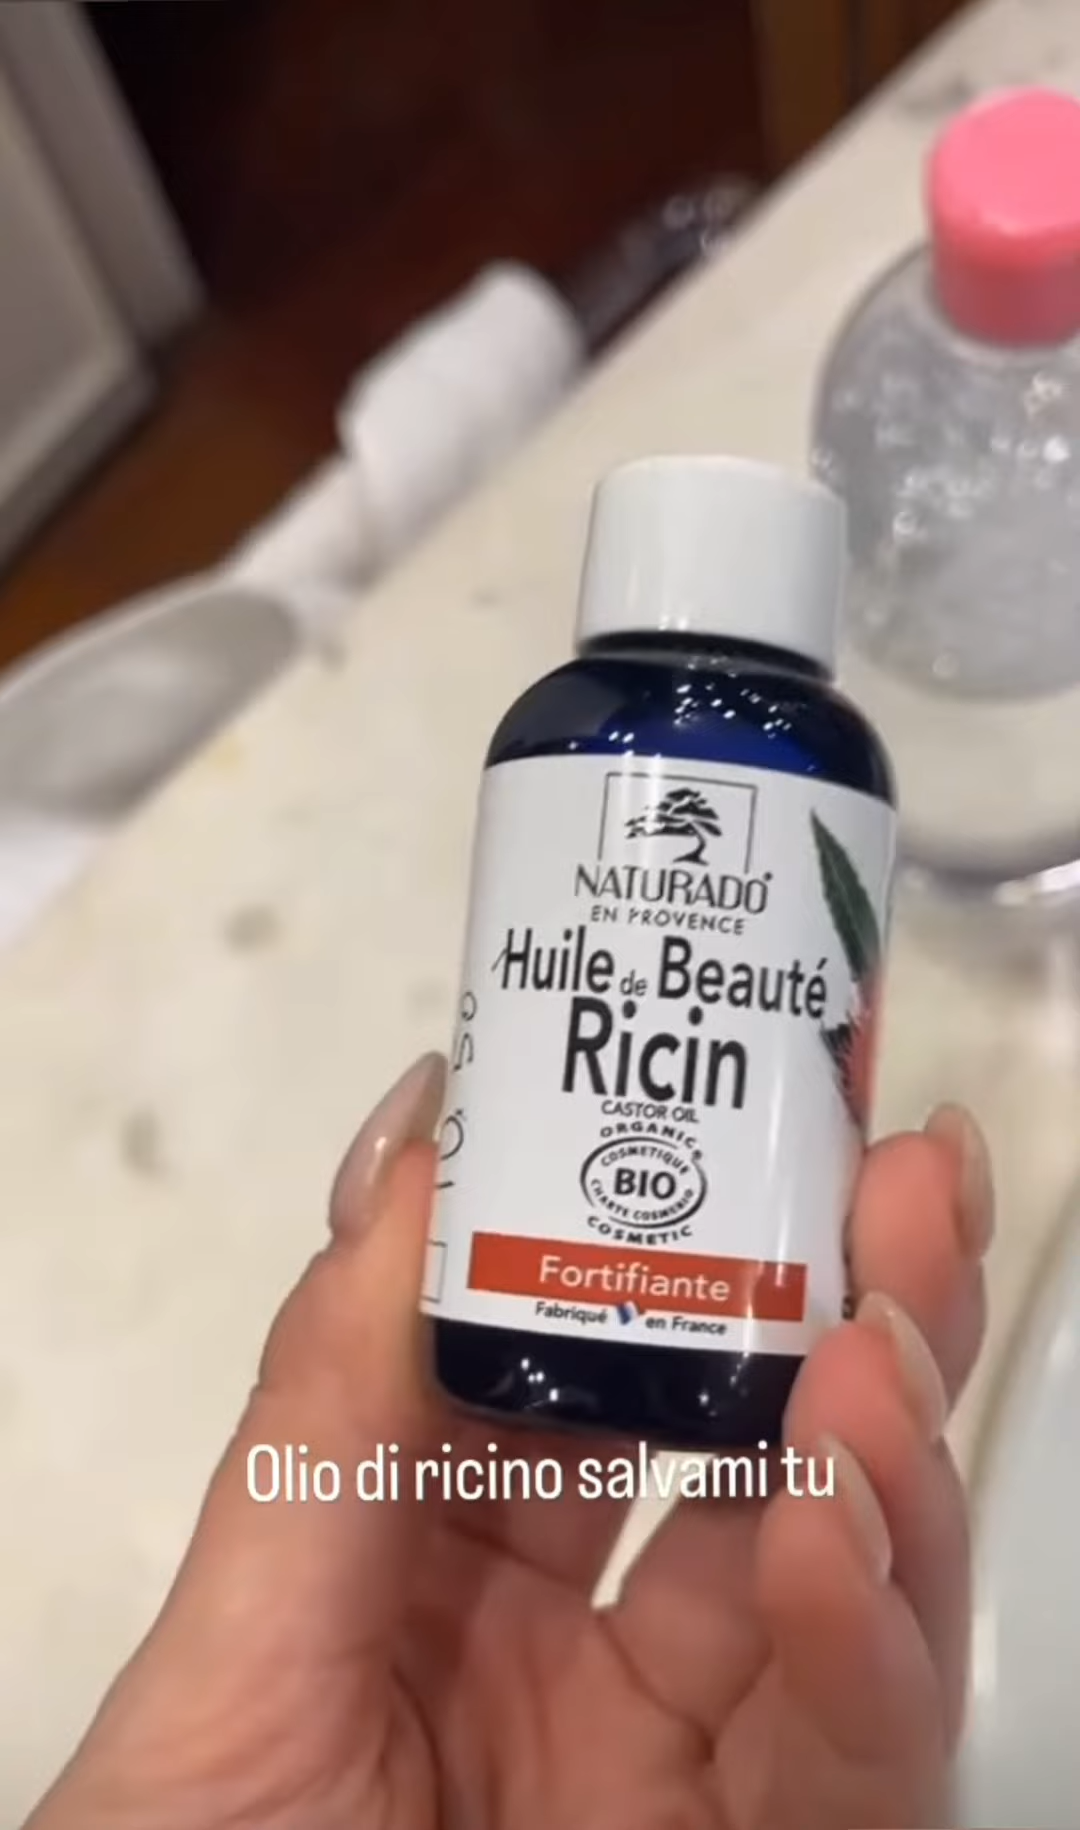 NATURADO
EN PROVENCE
Huile de Beauté
Ricin
CASTOR OIL
ORGANIC
COSMETIQUE
BIO
CHARTE COSMEBIO
COSMETIC
Fortifiante
Fabriqué en France
Olio di ricino salvami tu